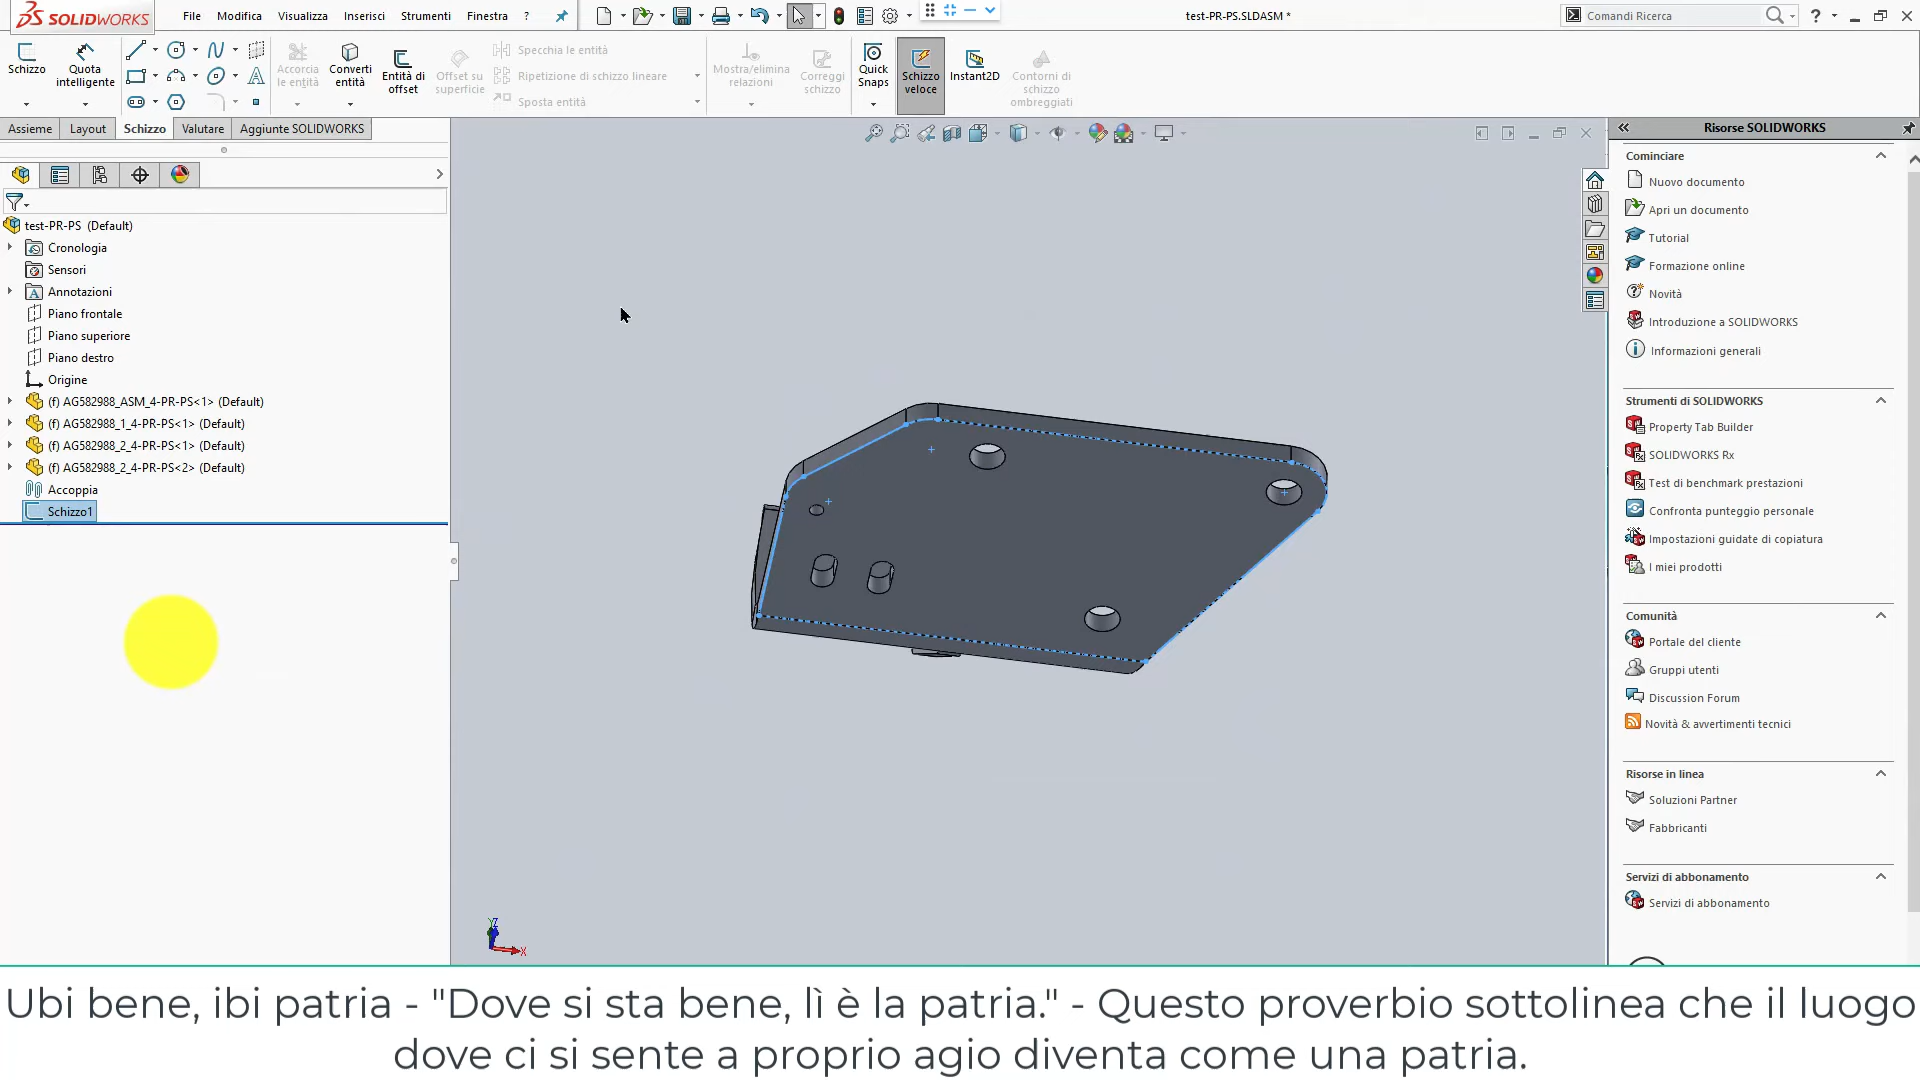 SOLIDWORKS
File Modifica Visualizza Inserisci Strumenti Finestra ?
test-PR-PS.SLDASM *
Comandi Ricerca
?
Schizzo
Quota intelligente
Accorcia le entità
Converti entità
Entità di offset
Offset su superficie
Specchia le entità
Ripetizione di schizzo lineare
Sposta entità
Mostra/elimina relazioni
Correggi schizzo
Quick Snaps
Schizzo veloce
Instant2D
Contorni di schizzo ombreggiati
Assieme Layout Schizzo Valutare Aggiunte SOLIDWORKS
test-PR-PS (Default)
Cronologia
Sensori
Annotazioni
Piano frontale
Piano superiore
Piano destro
Origine
(f) AG582988_ASM_4-PR-PS<1> (Default)
(f) AG582988_1_4-PR-PS<1> (Default)
(f) AG582988_2_4-PR-PS<1> (Default)
(f) AG582988_2_4-PR-PS<2> (Default)
Accoppia
Schizzo1
Z
X
Risorse SOLIDWORKS
Cominciare
Nuovo documento
Apri un documento
Tutorial
Formazione online
Novità
Introduzione a SOLIDWORKS
Informazioni generali
Strumenti di SOLIDWORKS
Property Tab Builder
SOLIDWORKS Rx
Test di benchmark prestazioni
Confronta punteggio personale
Impostazioni guidate di copiatura
I miei prodotti
Comunità
Portale del cliente
Gruppi utenti
Discussion Forum
Novità & avvertimenti tecnici
Risorse in linea
Soluzioni Partner
Fabbricanti
Servizi di abbonamento
Servizi di abbonamento
Ubi bene, ibi patria - "Dove si sta bene, lì è la patria." - Questo proverbio sottolinea che il luogo
dove ci si sente a proprio agio diventa come una patria.